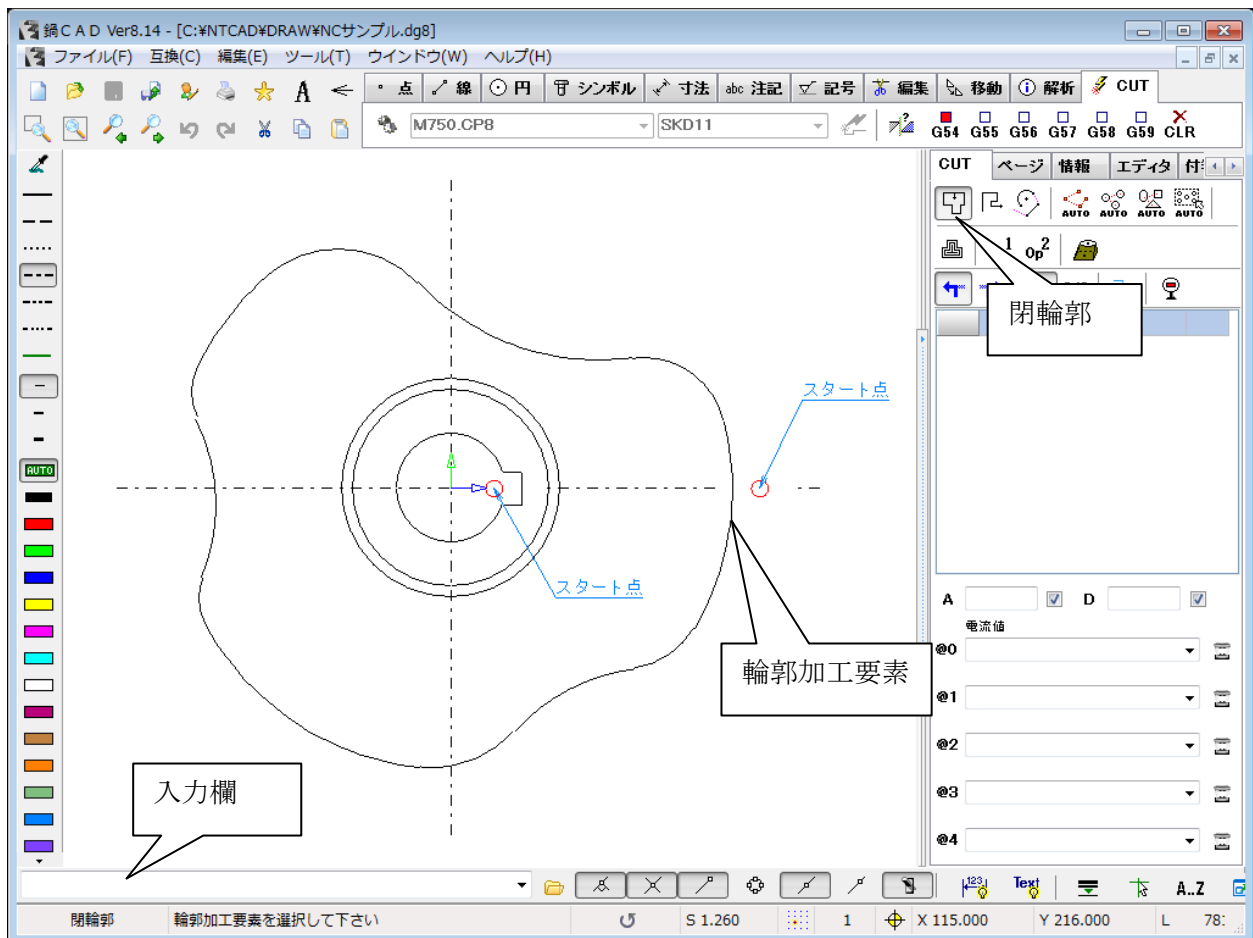 鍋ＣＡＤ Ver8.14 - [C:¥NTCAD¥DRAW¥NCサンプル.dg8]
ファイル(F) 互換(C) 編集(E) ツール(T) ウインドウ(W) ヘルプ(H)
点 線 円 シンボル 寸法 abc 注記 記号 編集 移動 解析 CUT
M750.CP8 SKD11 G54 G55 G56 G57 G58 G59 CLR
CUT ページ 情報 エディタ
AUTO AUTO AUTO AUTO
1 Op2
閉輪郭
スタート点
AUTO
スタート点
A D
電流値
@0
輪郭加工要素
@1
@2
入力欄
@3
@4
123 Text A..Z
閉輪郭 輪郭加工要素を選択して下さい S 1.260 1 X 115.000 Y 216.000 L 78: